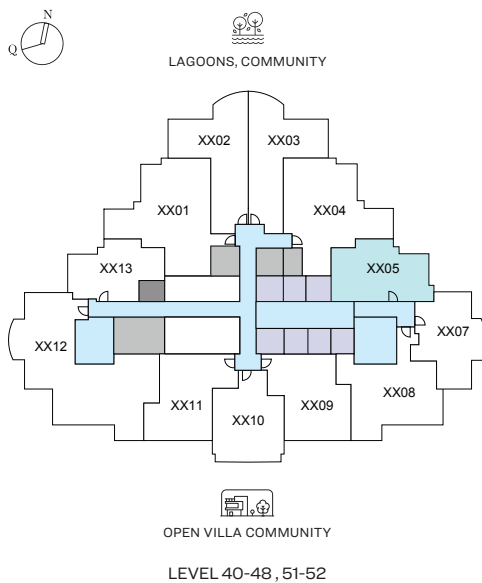 N
Q
LAGOONS, COMMUNITY
XX02 XX03
XX01 XX04
XX13 XX05
XX12 XX07
XX11 XX10 XX09 XX08
OPEN VILLA COMMUNITY
LEVEL 40-48 , 51-52